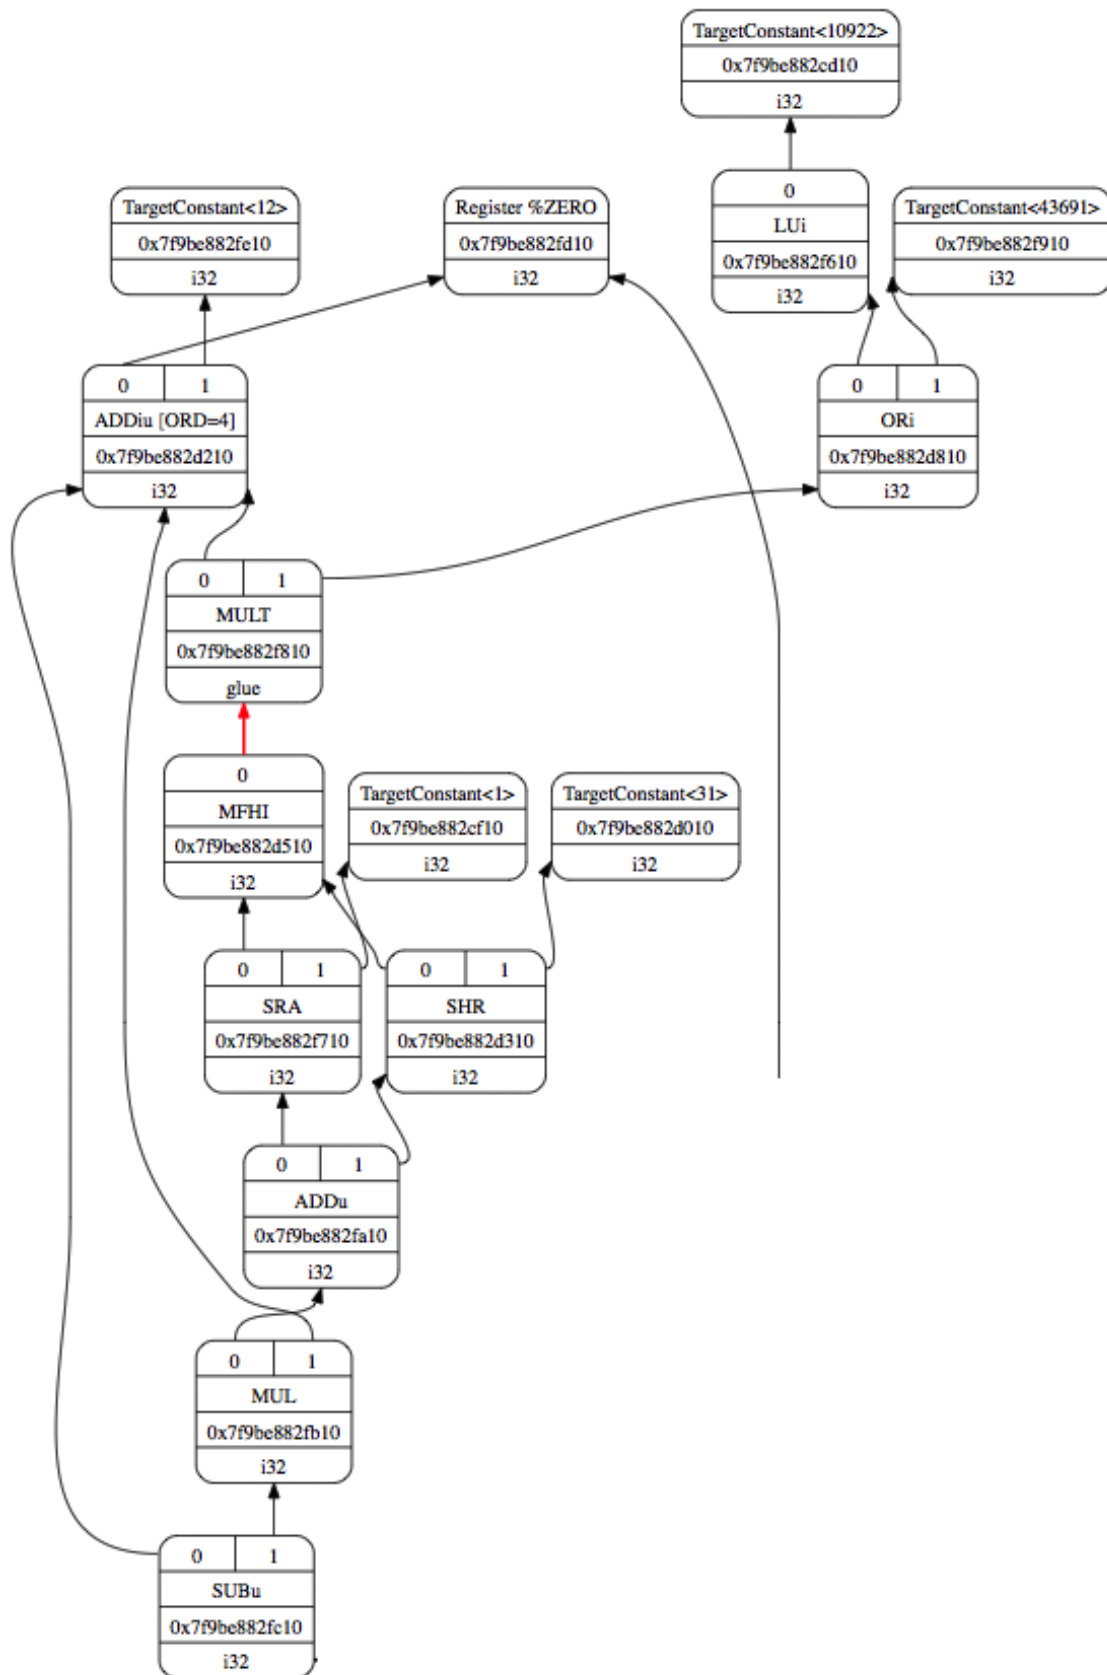 TargetConstant<10922>
0x7f9be882cd10
i32
0
LUi
0x7f9be882f610
i32
TargetConstant<12>
0x7f9be882fe10
i32
Register %ZERO
0x7f9be882fd10
i32
TargetConstant<43691>
0x7f9be882f910
i32
0 1
ADDiu [ORD=4]
0x7f9be882d210
i32
0 1
ORi
0x7f9be882d810
i32
0 1
MULT
0x7f9be882f810
glue
0
MFHI
0x7f9be882d510
i32
TargetConstant<1>
0x7f9be882cf10
i32
TargetConstant<31>
0x7f9be882d010
i32
0 1
SRA
0x7f9be882f710
i32
0 1
SHR
0x7f9be882d310
i32
0 1
ADDu
0x7f9be882fa10
i32
0 1
MUL
0x7f9be882fb10
i32
0 1
SUBu
0x7f9be882fc10
i32